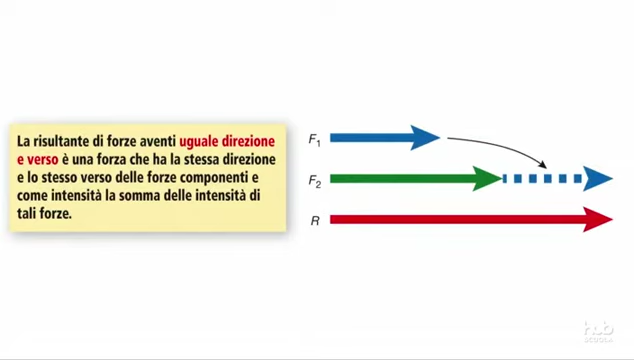 La risultante di forze aventi uguale direzione
e verso è una forza che ha la stessa direzione
e lo stesso verso delle forze componenti e
come intensità la somma delle intensità di
tali forze.
F1
F2
R
hub
SCUOLA